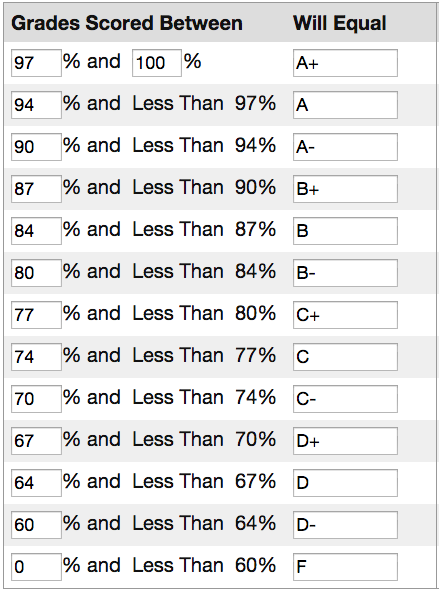 Grades Scored Between Will Equal
97 % and 100 % A+
94 % and Less Than 97% A
90 % and Less Than 94% A-
87 % and Less Than 90% B+
84 % and Less Than 87% B
80 % and Less Than 84% B-
77 % and Less Than 80% C+
74 % and Less Than 77% C
70 % and Less Than 74% C-
67 % and Less Than 70% D+
64 % and Less Than 67% D
60 % and Less Than 64% D-
0 % and Less Than 60% F